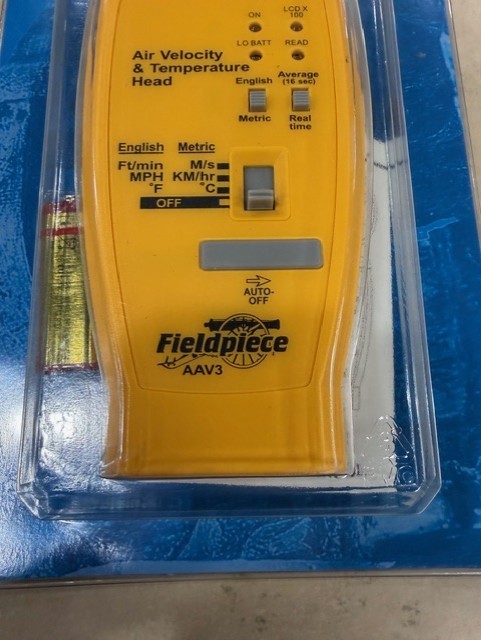 ON
LCD X
100
LO BATT READ
Air Velocity
& Temperature
Head
English
Average
(16 sec)
Metric
Real
time
English Metric
Ft/min M/s
MPH KM/hr
°F °C
OFF
AUTO-
OFF
Fieldpiece
AAV3